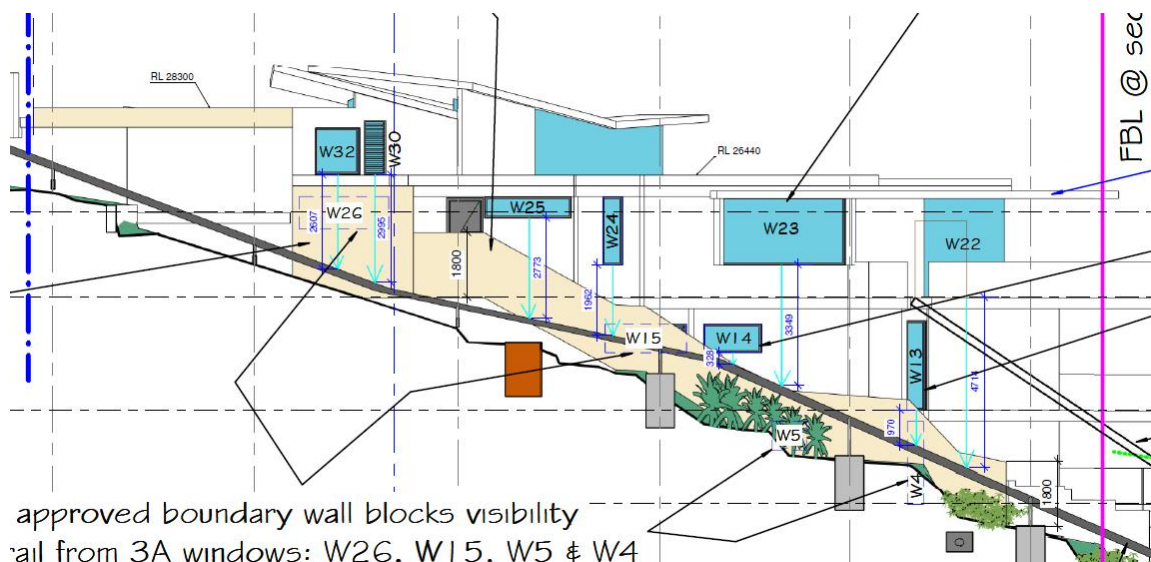 FBL @ sec
RL 28300
W32
W30
RL 26440
W26
W25
W24
W23
W22
2607
2995
1800
2773
1962
W15
W14
328
3349
W13
4714
970
W5
W4
1800
approved boundary wall blocks visibility
rail from 3A windows: W26, W15, W5 & W4